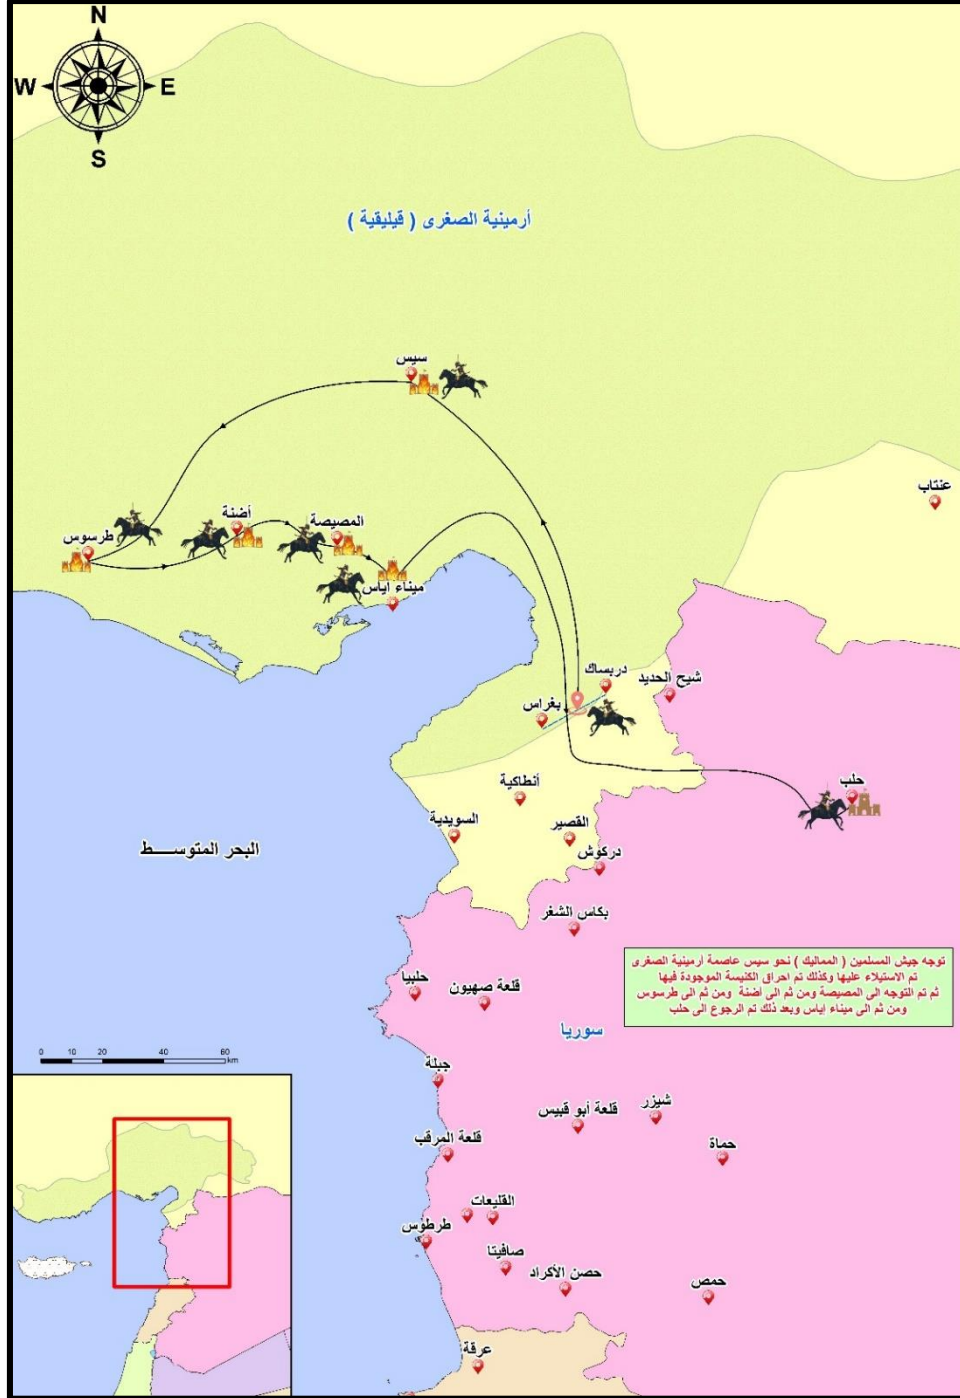 N
W
E
S
أرمينية الصغرى ( قيليقية )
سيس
عنتاب
طرسوس
أضنة
المصيصة
ميناء اياس
دربساك
شيح الحديد
بغراس
حلب
أنطاكية
السويدية
القصير
دركوش
البحر المتوســـط
بكاس الشغر
توجه جيش المسلمين ( المماليك ) نحو سيس عاصمة أرمينية الصغرى
تم الاستيلاء عليها وكذلك تم احراق الكنيسة الموجودة فيها
ثم تم التوجه الى المصيصة ومن ثم الى أضنة ومن ثم الى طرسوس
ومن ثم الى ميناء اياس وبعد ذلك تم الرجوع الى حلب
حلبيا
قلعة صهيون
سوريا
0 10 20 40 60
km
جبلة
قلعة أبو قبيس
شيزر
حماة
قلعة المرقب
القليعات
طرطوس
صافيتا
حصن الأكراد
حمص
عرقة